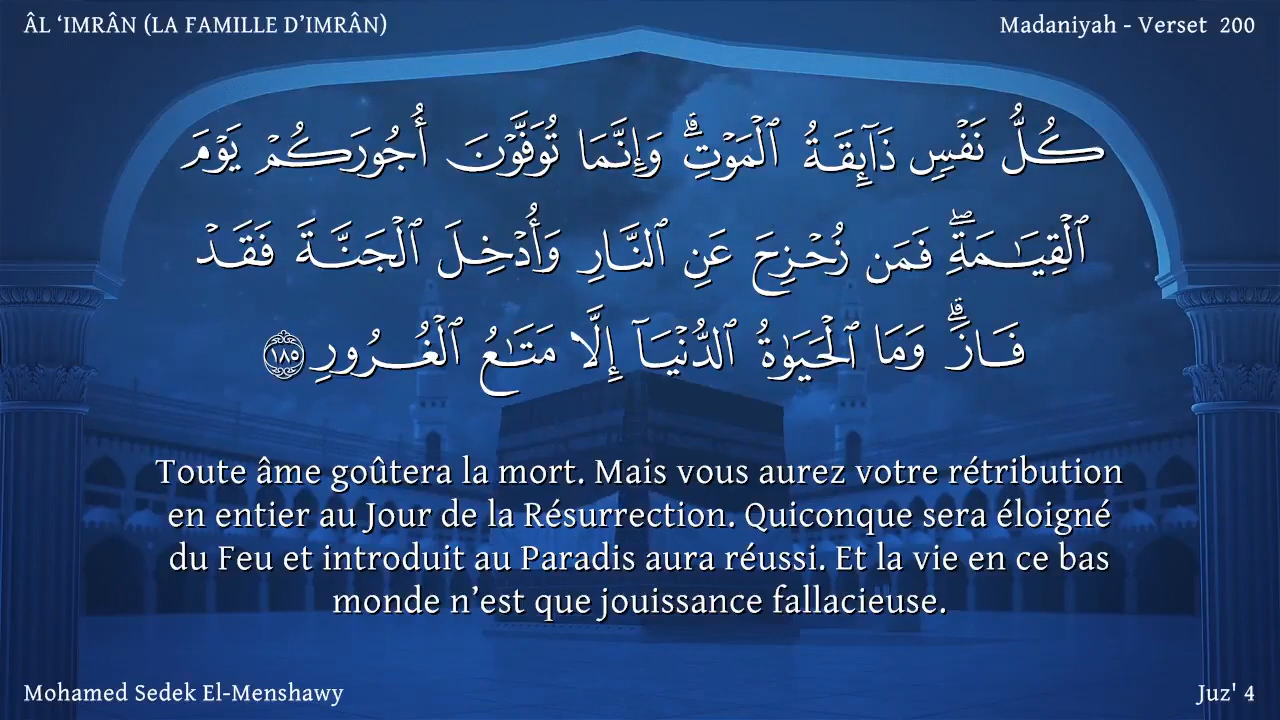 ÂL ‘IMRÂN (LA FAMILLE D’IMRÂN)
Madaniyah - Verset 200
كُلُّ نَفْسٍ ذَآئِقَةُ ٱلْمَوْتِ ۗ وَإِنَّمَا تُوَفَّوْنَ أُجُورَكُمْ يَوْمَ
ٱلْقِيَـٰمَةِ ۖ فَمَن زُحْزِحَ عَنِ ٱلنَّارِ وَأُدْخِلَ ٱلْجَنَّةَ فَقَدْ
فَازَ ۗ وَمَا ٱلْحَيَوٰةُ ٱلدُّنْيَآ إِلَّا مَتَـٰعُ ٱلْغُرُورِ ١٨٥
Toute âme goûtera la mort. Mais vous aurez votre rétribution
en entier au Jour de la Résurrection. Quiconque sera éloigné
du Feu et introduit au Paradis aura réussi. Et la vie en ce bas
monde n’est que jouissance fallacieuse.
Mohamed Sedek El-Menshawy
Juz' 4